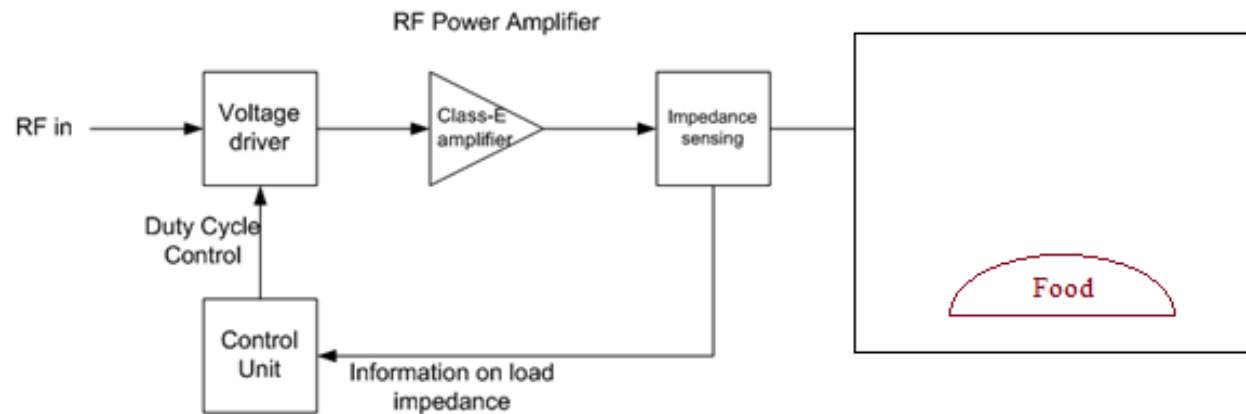 RF Power Amplifier
RF in
Voltage
driver
Class-E
amplifier
Impedance
sensing
Duty Cycle
Control
Control
Unit
Information on load
impedance
Food